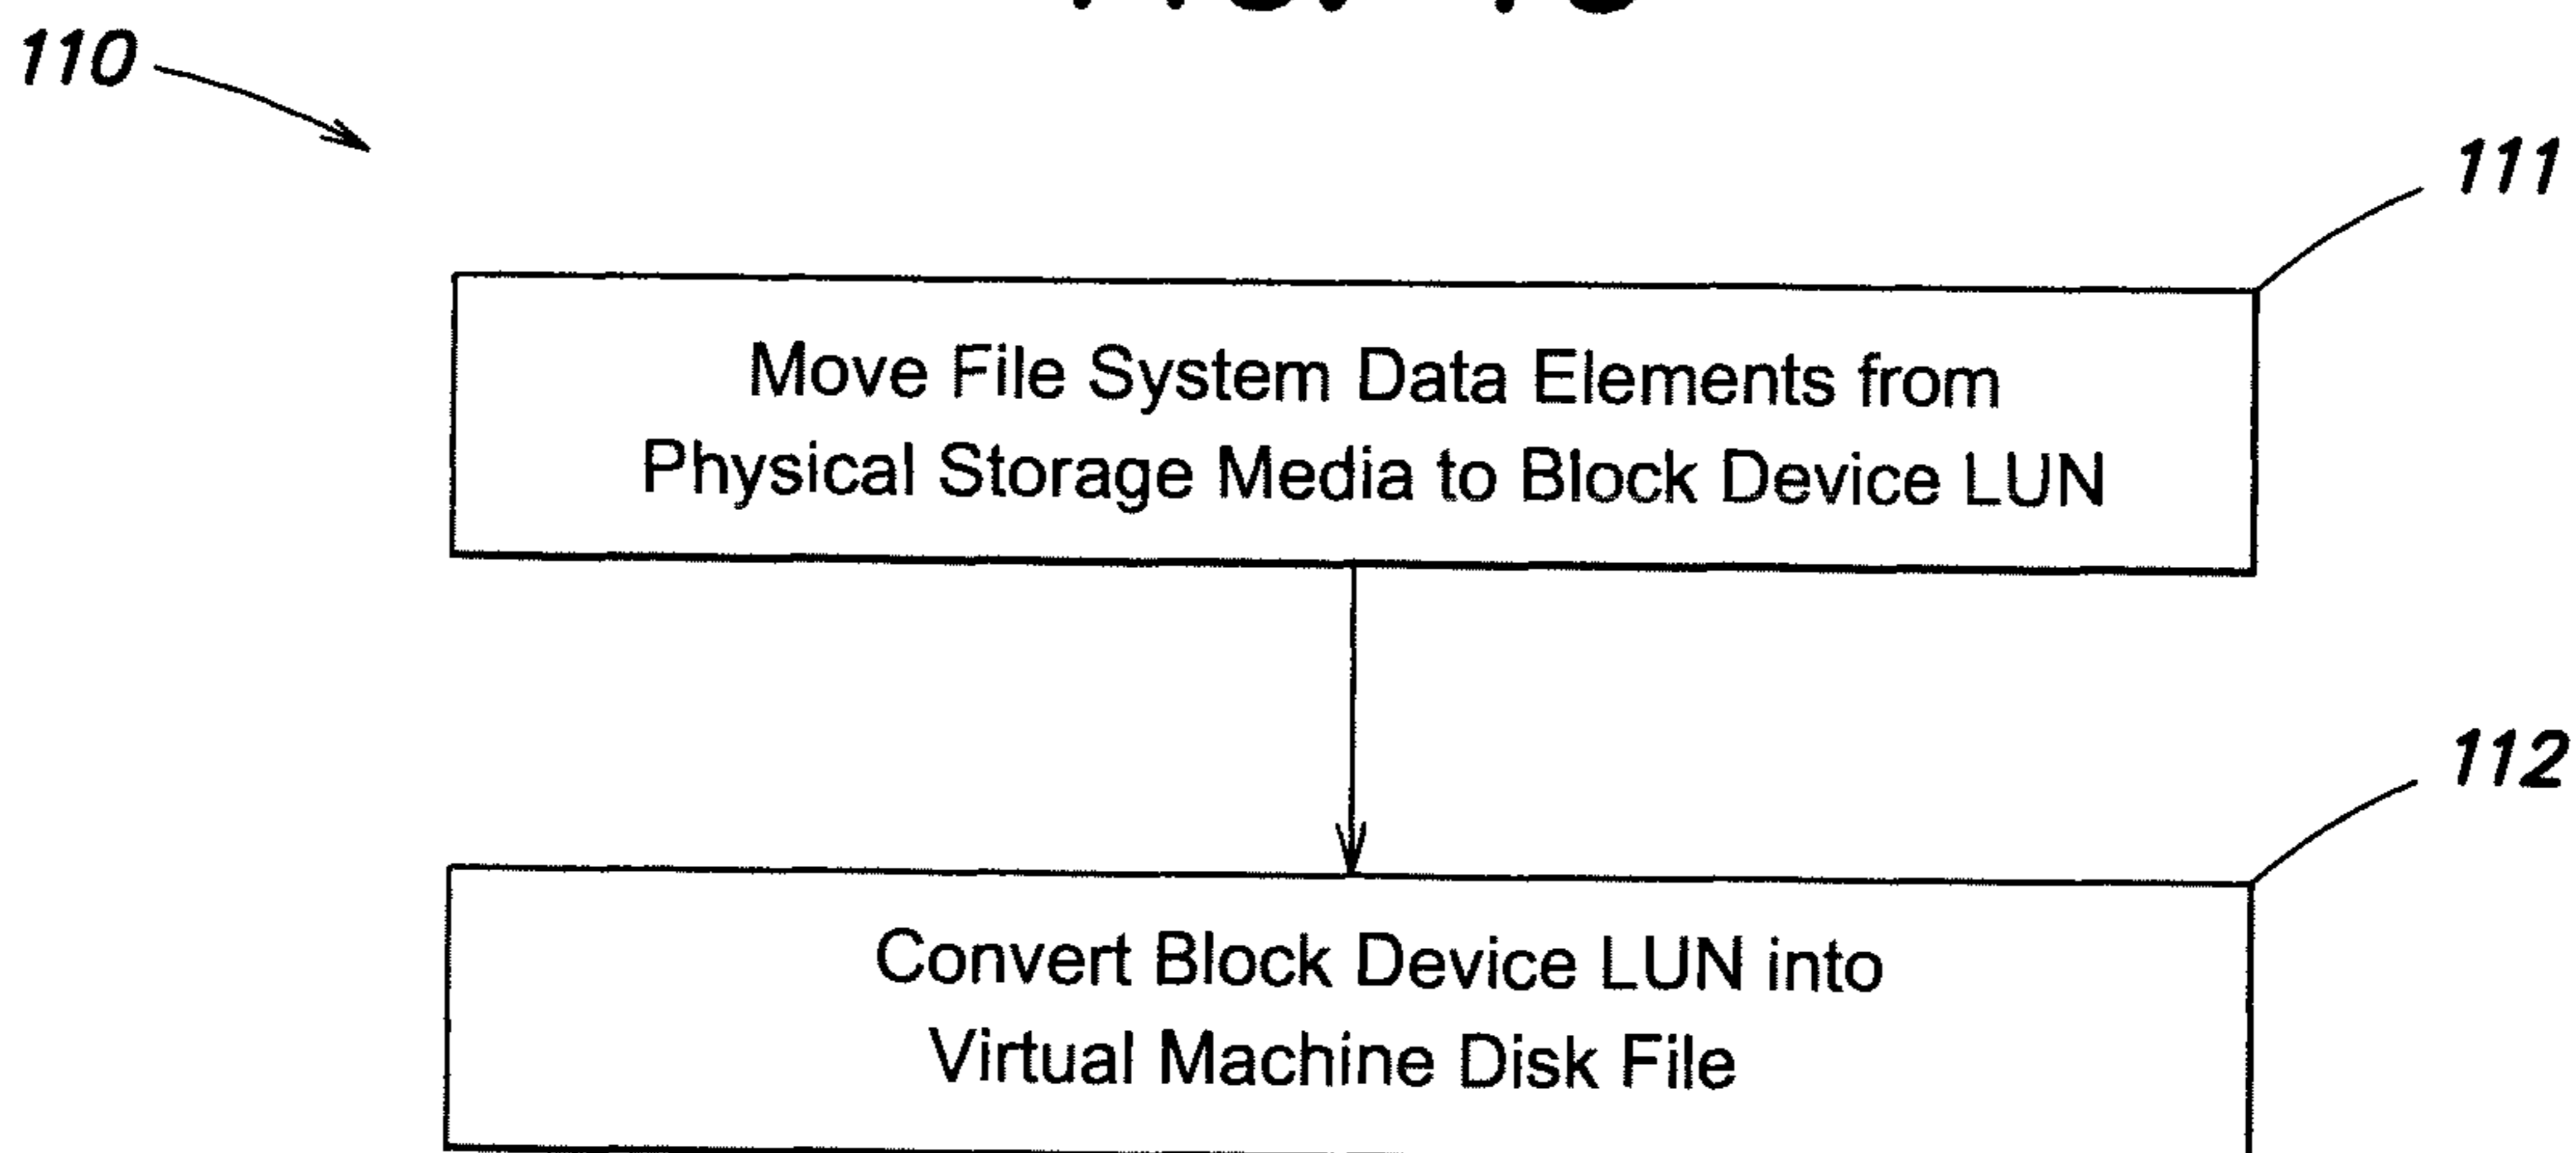 110
111
Move File System Data Elements from
Physical Storage Media to Block Device LUN
112
Convert Block Device LUN into
Virtual Machine Disk File